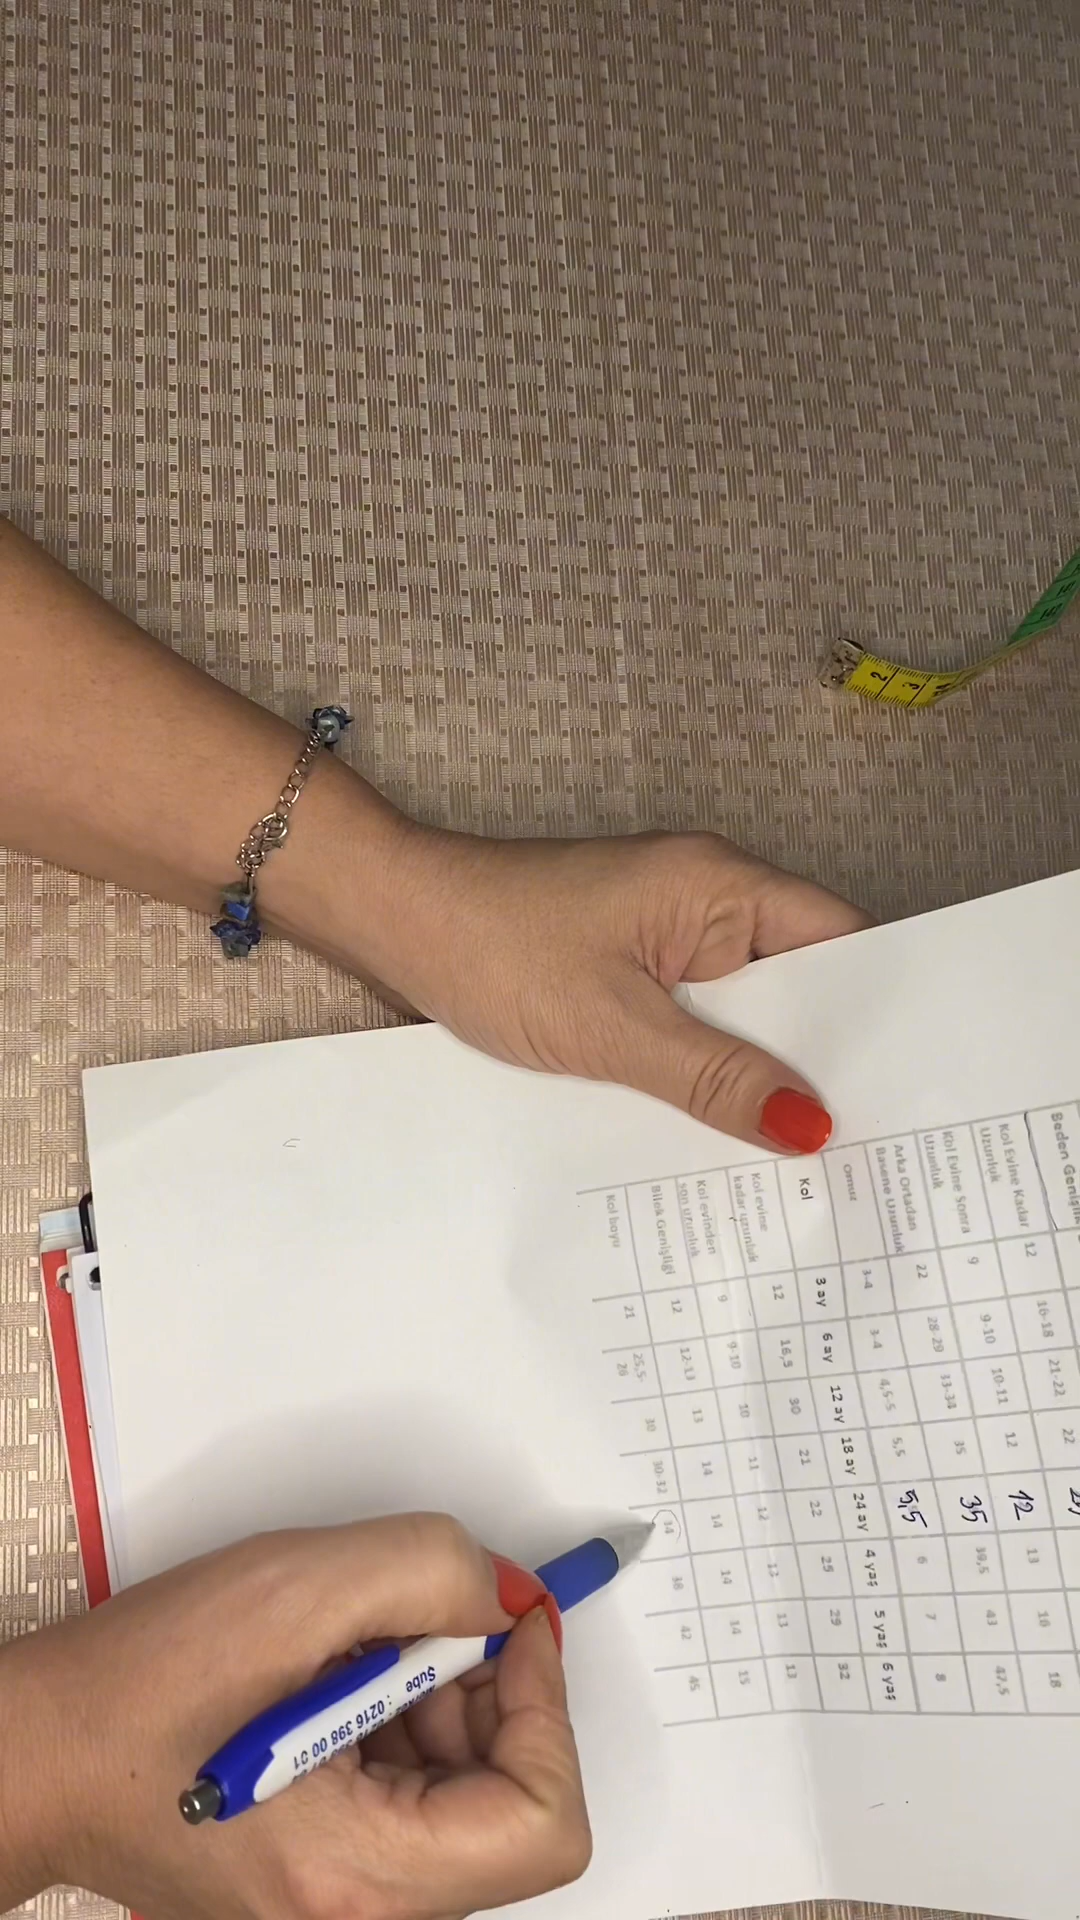 Beden
22
Kol Evine Kadar Uzunluk 12 16-18 21-22
Kol Evine Sonra Uzunluk 9 9-10 10-11 12 12 13 16 18
Arka Ortadan Basene Uzunluk 22 28-29 33-34 35 35 39,5 43 47,5
Omuz 3-4 3-4 4,5-5 5,5 5,5 6 7 8
Kol 3 ay 6 ay 12 ay 18 ay 24 ay 4 yaş 5 yaş 6 yaş
Kol evine kadar uzunluk 12 16,5 21 22 25 29 32
Kol evinden son uzunluk 9 9-10 10 11 12 13 13 13
Bilek Genişligi 12 12-13 13 14 14 14 14 15
Kol boyu 21 25,5-26 30 30-32 34 38 42 45
Şube : 0216 398 00 01
2 3